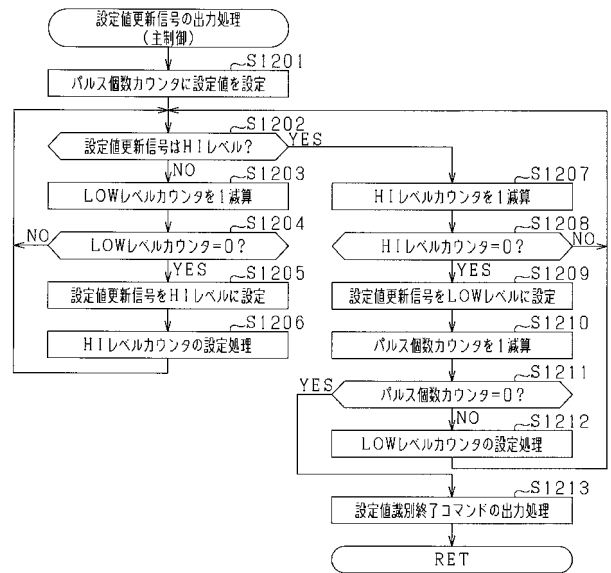 設定値更新信号の出力処理
(主制御)
S1201
パルス個数カウンタに設定値を設定
S1202
設定値更新信号はHIレベル?
YES
NO
S1203
LOWレベルカウンタを1減算
S1204
NO
LOWレベルカウンタ=0?
YES
S1205
設定値更新信号をHIレベルに設定
S1206
HIレベルカウンタの設定処理
S1207
HIレベルカウンタを1減算
S1208
HIレベルカウンタ=0?
NO
YES
S1209
設定値更新信号をLOWレベルに設定
S1210
パルス個数カウンタを1減算
S1211
YES
パルス個数カウンタ=0?
NO
S1212
LOWレベルカウンタの設定処理
S1213
設定値識別終了コマンドの出力処理
RET